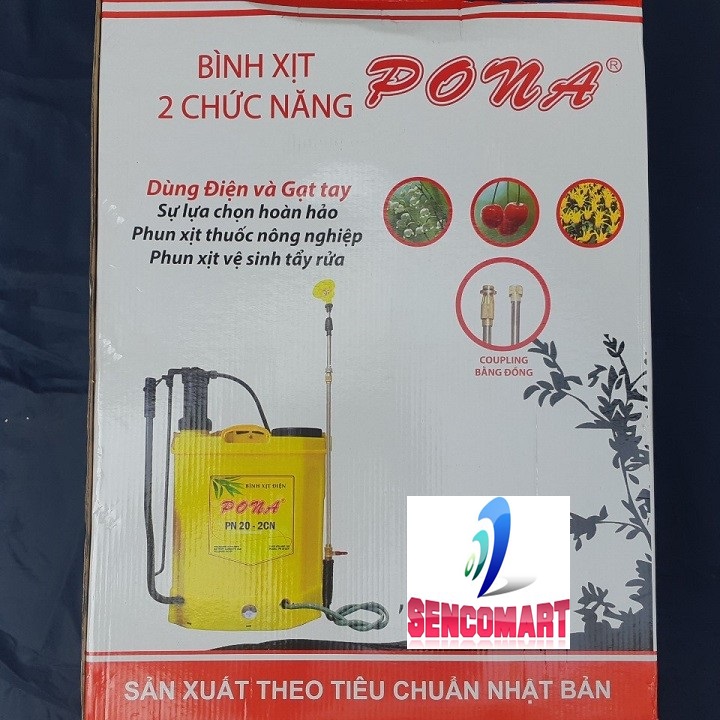 BÌNH XỊT
2 CHỨC NĂNG
PONA®
Dùng Điện và Gạt tay
Sự lựa chọn hoàn hảo
Phun xịt thuốc nông nghiệp
Phun xịt vệ sinh tẩy rửa
COUPLING
BẰNG ĐỒNG
BÌNH XỊT ĐIỆN
PONA
PN 20 - 2CN
SENCOMART
SẢN XUẤT THEO TIÊU CHUẨN NHẬT BẢN